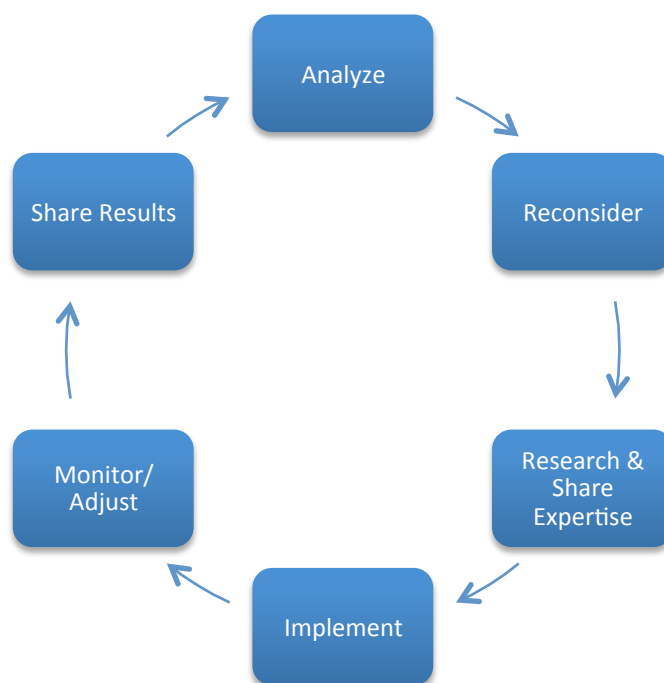 Analyze
Reconsider
Research &
Share
Expertise
Implement
Monitor/
Adjust
Share Results